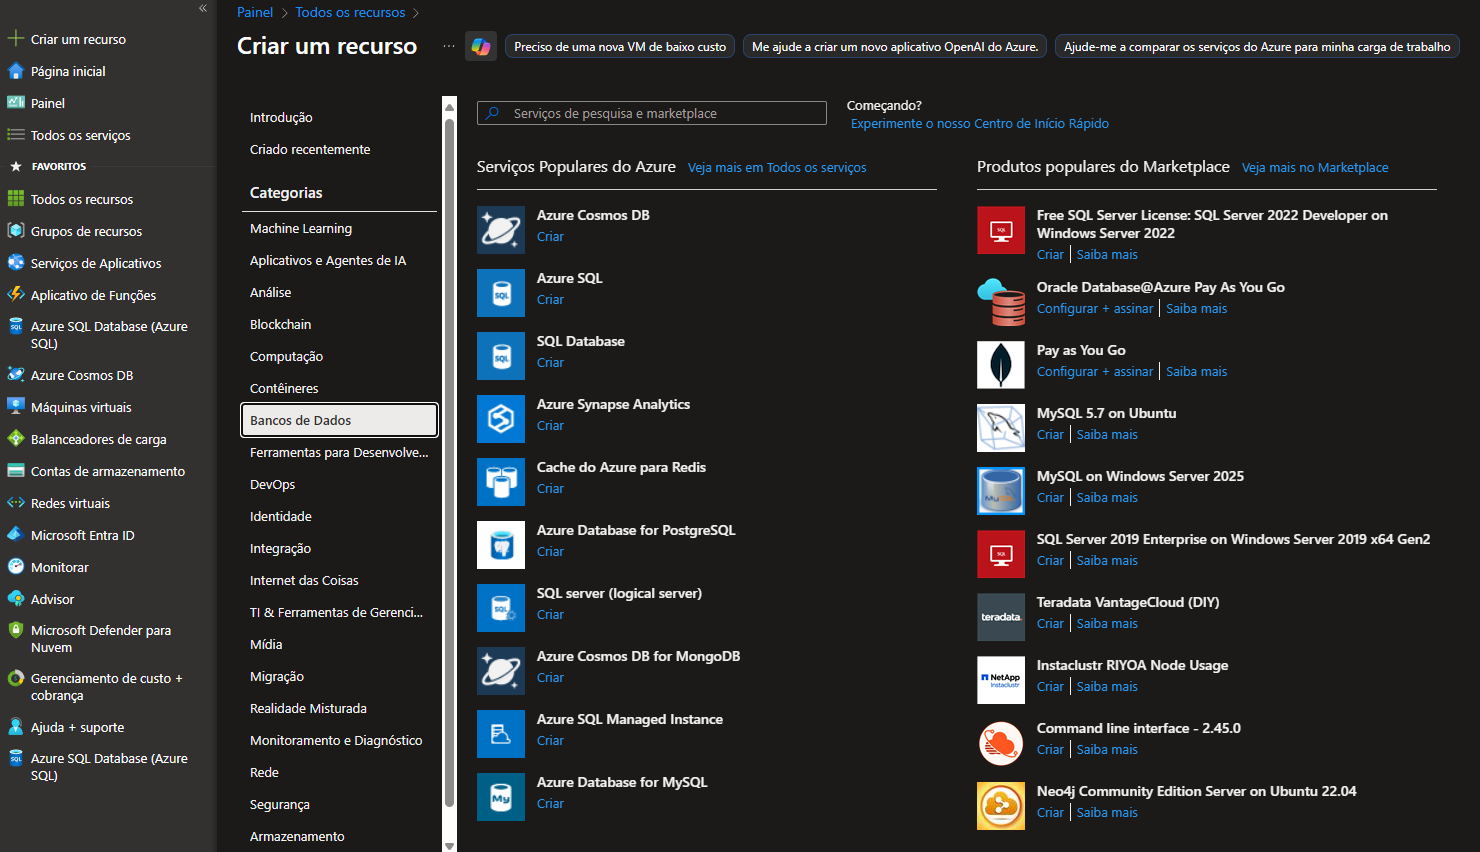 «
Criar um recurso
Página inicial
Painel
Todos os serviços
FAVORITOS
Todos os recursos
Grupos de recursos
Serviços de Aplicativos
Aplicativo de Funções
Azure SQL Database (Azure
SQL)
Azure Cosmos DB
Máquinas virtuais
Balanceadores de carga
Contas de armazenamento
Redes virtuais
Microsoft Entra ID
Monitorar
Advisor
Microsoft Defender para
Nuvem
Gerenciamento de custo +
cobrança
Ajuda + suporte
Azure SQL Database (Azure
SQL)
Painel > Todos os recursos >
Criar um recurso ...
Preciso de uma nova VM de baixo custo
Me ajude a criar um novo aplicativo OpenAI do Azure.
Ajude-me a comparar os serviços do Azure para minha carga de trabalho
Introdução
Criado recentemente
Categorias
Machine Learning
Aplicativos e Agentes de IA
Análise
Blockchain
Computação
Contêineres
Bancos de Dados
Ferramentas para Desenvolve...
DevOps
Identidade
Integração
Internet das Coisas
TI & Ferramentas de Gerenci...
Mídia
Migração
Realidade Misturada
Monitoramento e Diagnóstico
Rede
Segurança
Armazenamento
Serviços de pesquisa e marketplace
Começando?
Experimente o nosso Centro de Início Rápido
Serviços Populares do Azure Veja mais em Todos os serviços
Azure Cosmos DB
Criar
SQL
Azure SQL
Criar
SQL
SQL Database
Criar
Azure Synapse Analytics
Criar
Cache do Azure para Redis
Criar
Azure Database for PostgreSQL
Criar
SQL
SQL server (logical server)
Criar
Azure Cosmos DB for MongoDB
Criar
Azure SQL Managed Instance
Criar
My
Azure Database for MySQL
Criar
Produtos populares do Marketplace Veja mais no Marketplace
SQL
Free SQL Server License: SQL Server 2022 Developer on
Windows Server 2022
Criar | Saiba mais
Oracle Database@Azure Pay As You Go
Configurar + assinar | Saiba mais
Pay as You Go
Configurar + assinar | Saiba mais
MySQL 5.7 on Ubuntu
Criar | Saiba mais
MySQL on Windows Server 2025
Criar | Saiba mais
SQL
SQL Server 2019 Enterprise on Windows Server 2019 x64 Gen2
Criar | Saiba mais
teradata.
Teradata VantageCloud (DIY)
Criar | Saiba mais
NetApp
Instaclustr
Instaclustr RIYOA Node Usage
Criar | Saiba mais
Command line interface - 2.45.0
Criar | Saiba mais
Neo4j Community Edition Server on Ubuntu 22.04
Criar | Saiba mais